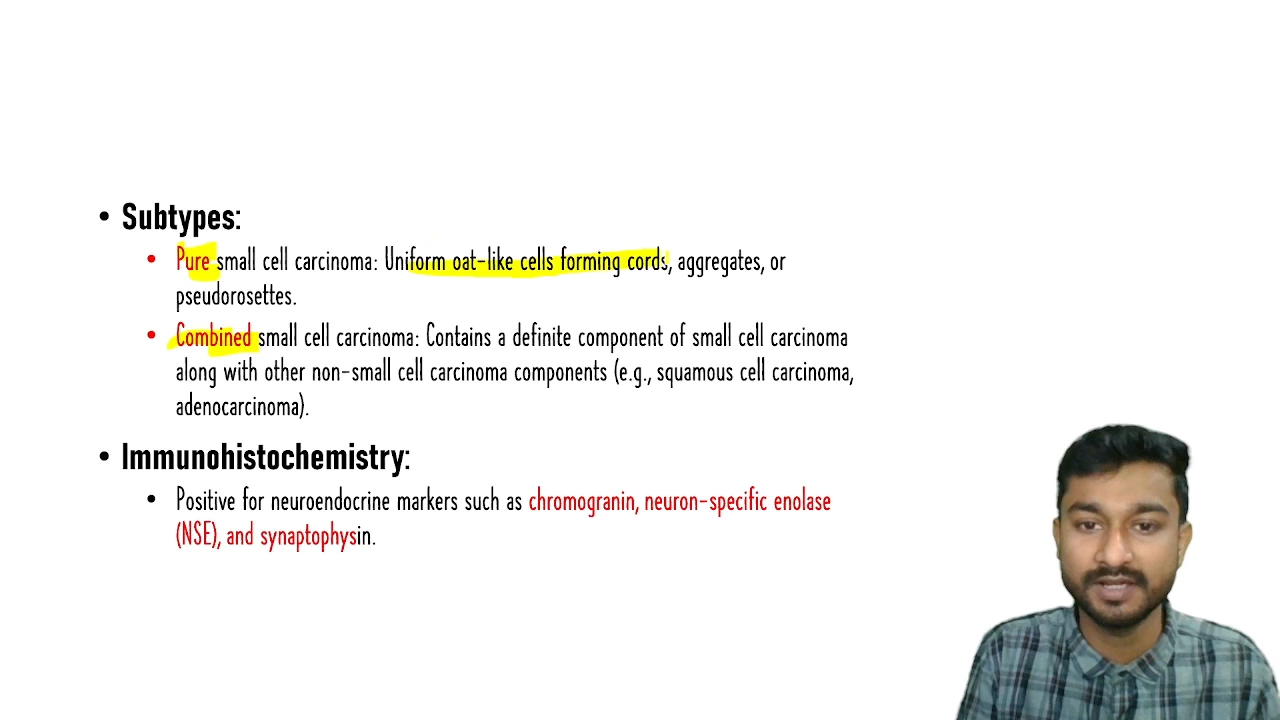 • Subtypes:
• Pure small cell carcinoma: Uniform oat-like cells forming cords, aggregates, or
pseudorosettes.
• Combined small cell carcinoma: Contains a definite component of small cell carcinoma
along with other non-small cell carcinoma components (e.g., squamous cell carcinoma,
adenocarcinoma).
• Immunohistochemistry:
• Positive for neuroendocrine markers such as chromogranin, neuron-specific enolase
(NSE), and synaptophysin.